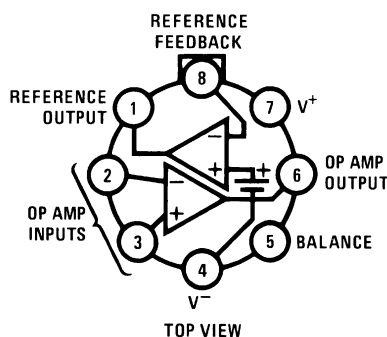 REFERENCE
FEEDBACK
8
REFERENCE
OUTPUT
1
7
V+
−
+
+
2
−
6
OP AMP
OUTPUT
OP AMP
INPUTS
+
3
4
5
BALANCE
V−
TOP VIEW